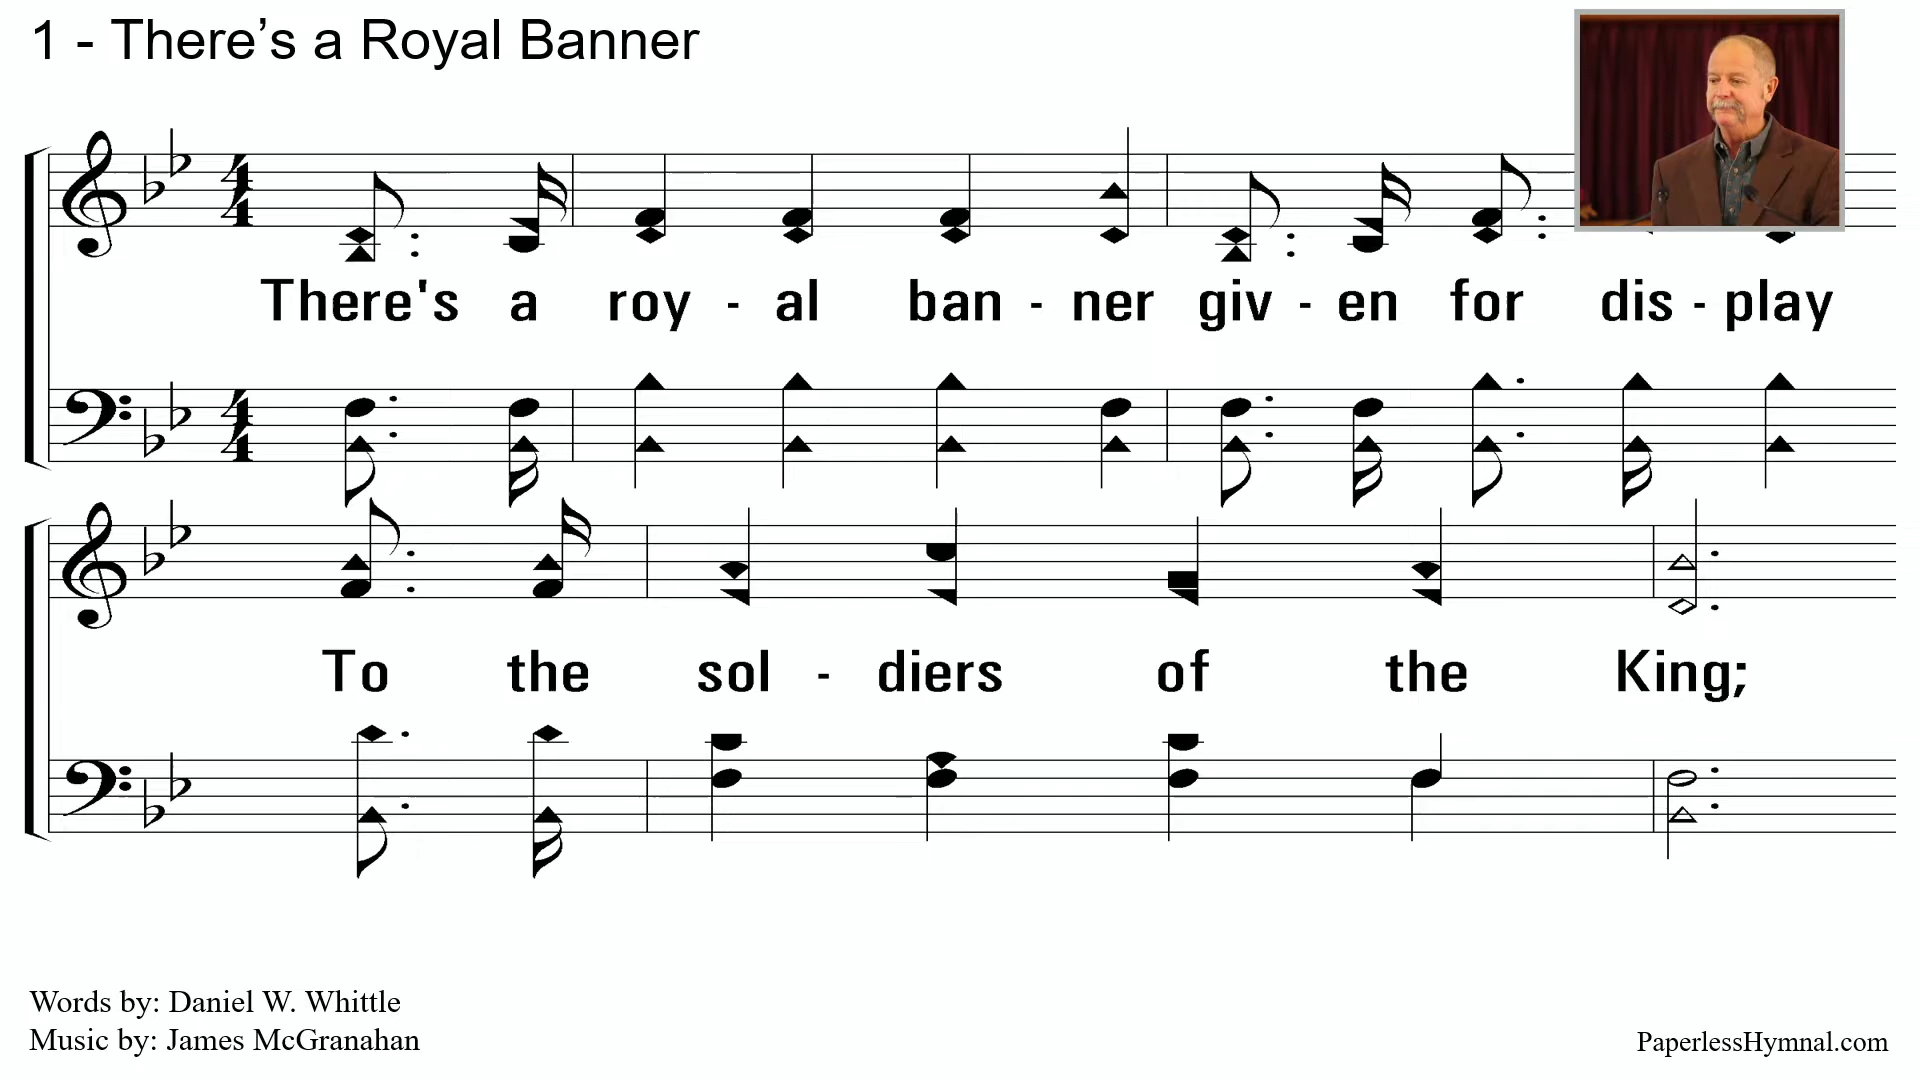 1 - There’s a Royal Banner
There's a roy - al ban - ner giv - en for dis - play
To the sol - diers of the King;
Words by: Daniel W. Whittle
Music by: James McGranahan
PaperlessHymnal.com